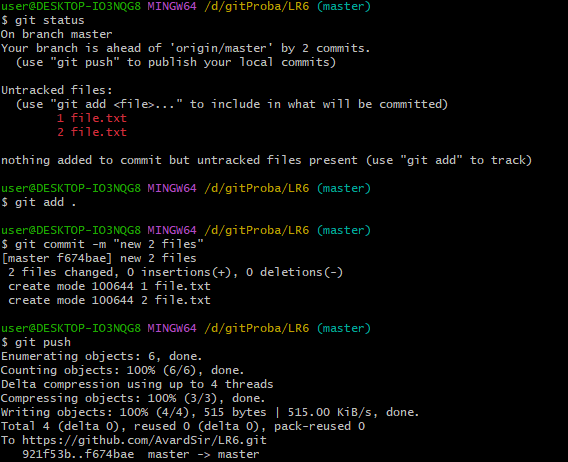 user@DESKTOP-IO3NQG8 MINGW64 /d/gitProba/LR6 (master)
$ git status
On branch master
Your branch is ahead of 'origin/master' by 2 commits.
  (use "git push" to publish your local commits)

Untracked files:
  (use "git add <file>..." to include in what will be committed)
        1 file.txt
        2 file.txt

nothing added to commit but untracked files present (use "git add" to track)

user@DESKTOP-IO3NQG8 MINGW64 /d/gitProba/LR6 (master)
$ git add .

user@DESKTOP-IO3NQG8 MINGW64 /d/gitProba/LR6 (master)
$ git commit -m "new 2 files"
[master f674bae] new 2 files
 2 files changed, 0 insertions(+), 0 deletions(-)
 create mode 100644 1 file.txt
 create mode 100644 2 file.txt

user@DESKTOP-IO3NQG8 MINGW64 /d/gitProba/LR6 (master)
$ git push
Enumerating objects: 6, done.
Counting objects: 100% (6/6), done.
Delta compression using up to 4 threads
Compressing objects: 100% (3/3), done.
Writing objects: 100% (4/4), 515 bytes | 515.00 KiB/s, done.
Total 4 (delta 0), reused 0 (delta 0), pack-reused 0
To https://github.com/AvardSir/LR6.git
   921f53b..f674bae  master -> master